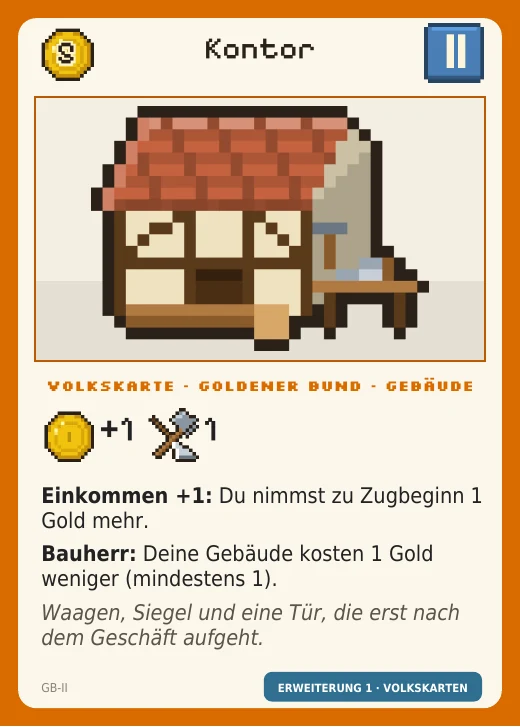 8
Kontor
II
VOLKSKARTE · GOLDENER BUND · GEBÄUDE
+1 1
Einkommen +1: Du nimmst zu Zugbeginn 1
Gold mehr.
Bauherr: Deine Gebäude kosten 1 Gold
weniger (mindestens 1).
Waagen, Siegel und eine Tür, die erst nach
dem Geschäft aufgeht.
GB-II
ERWEITERUNG 1 · VOLKSKARTEN